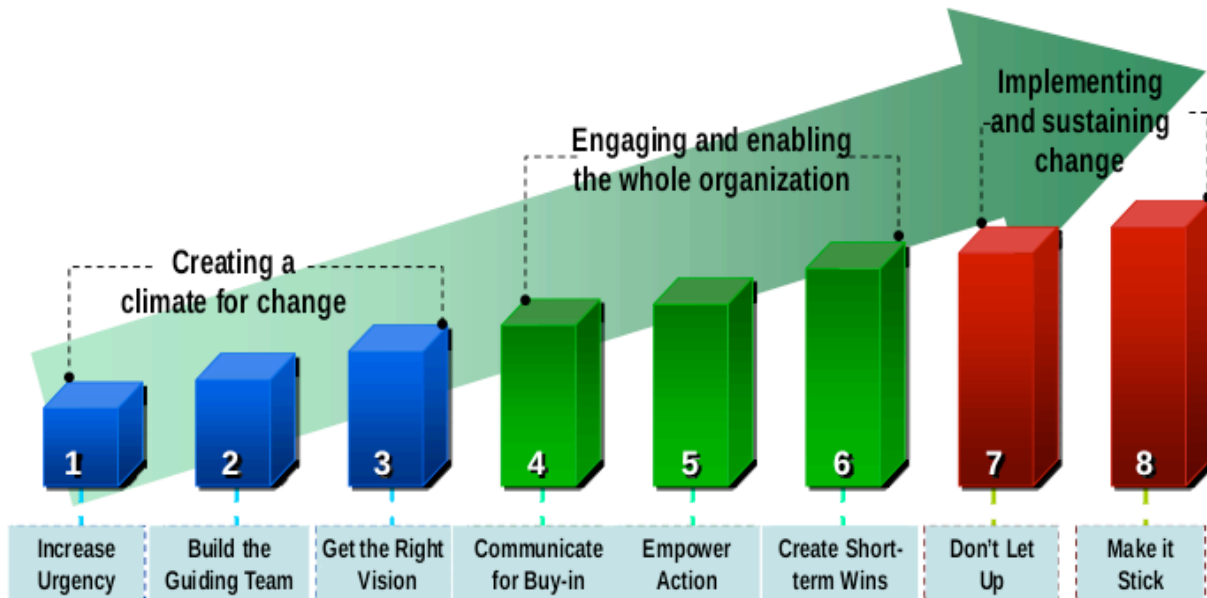 Implementing
and sustaining
change
Engaging and enabling
the whole organization
Creating a
climate for change
1
2
3
4
5
6
7
8
Increase
Urgency
Build the
Guiding Team
Get the Right
Vision
Communicate
for Buy-in
Empower
Action
Create Short-
term Wins
Don't Let
Up
Make it
Stick